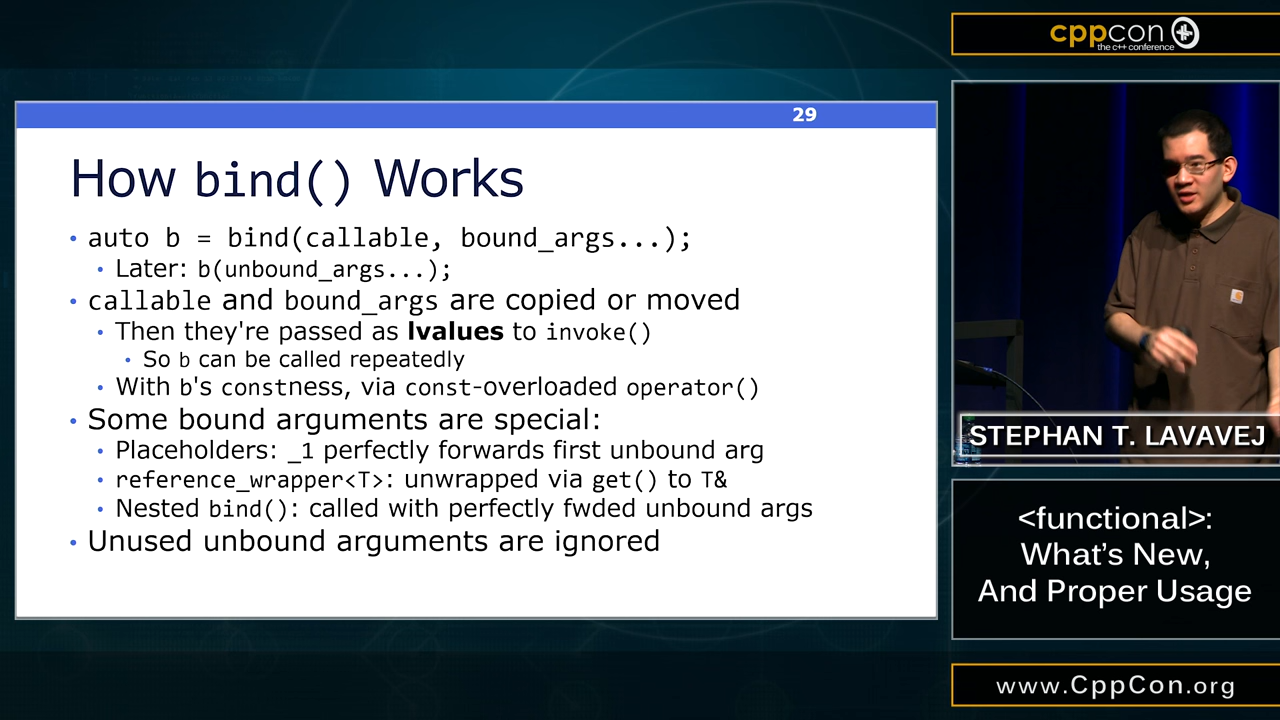 29
How bind() Works
• auto b = bind(callable, bound_args...);
• Later: b(unbound_args...);
• callable and bound_args are copied or moved
• Then they're passed as lvalues to invoke()
• So b can be called repeatedly
• With b's constness, via const-overloaded operator()
• Some bound arguments are special:
• Placeholders: _1 perfectly forwards first unbound arg
• reference_wrapper<T>: unwrapped via get() to T&
• Nested bind(): called with perfectly fwded unbound args
• Unused unbound arguments are ignored
cppcon
the c++ conference
STEPHAN T. LAVAVEJ
<functional>:
What's New,
And Proper Usage
www.CppCon.org